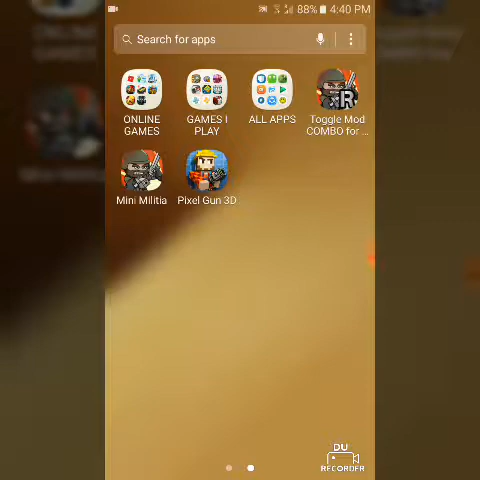 88% 4:40 PM
Search for apps
ONLINE GAMES
GAMES I PLAY
ALL APPS
Toggle Mod COMBO for ...
R
Mini Militia
Pixel Gun 3D
DU
RECORDER